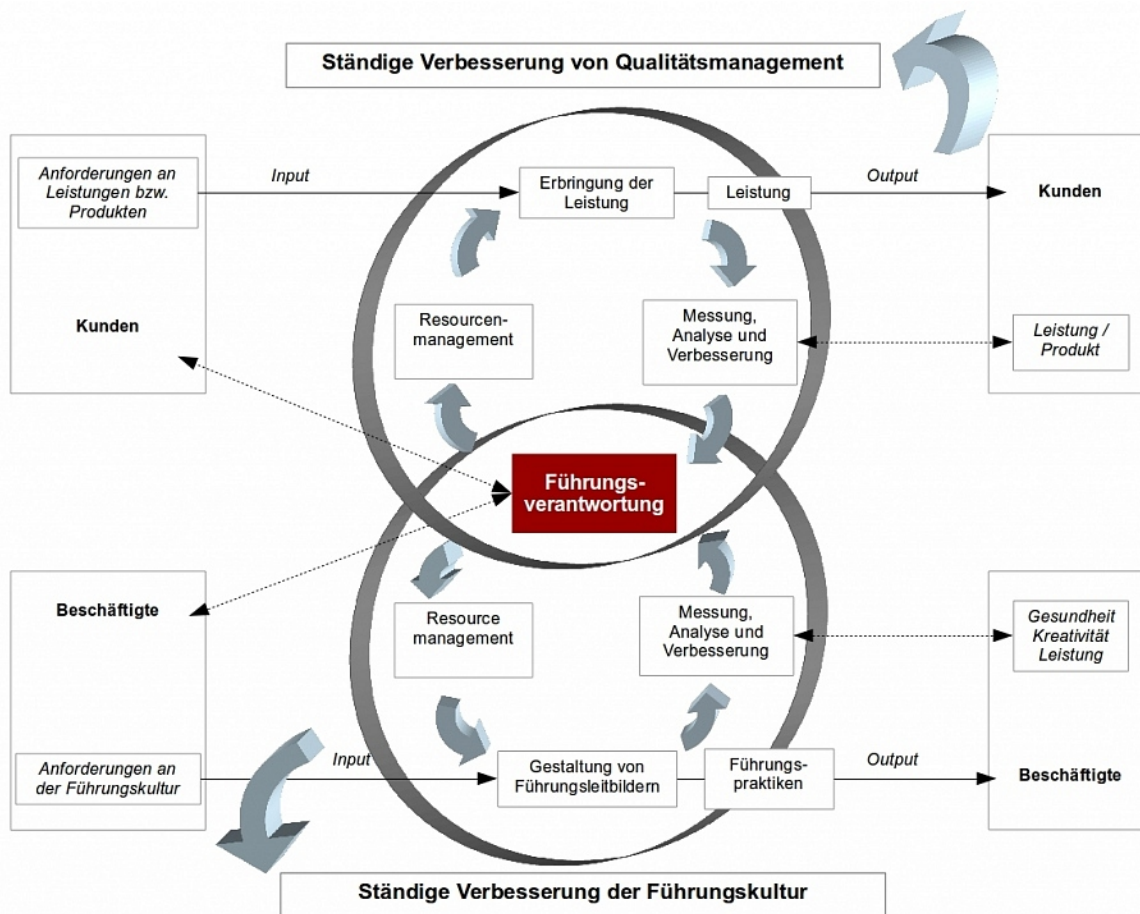 Ständige Verbesserung von Qualitätsmanagement
Anforderungen an
Leistungen bzw.
Produkten
Input
Erbringung der
Leistung
Leistung
Output
Kunden
Kunden
Resourcen-
management
Messung,
Analyse und
Verbesserung
Leistung /
Produkt
Führungs-
verantwortung
Beschäftigte
Resource
management
Messung,
Analyse und
Verbesserung
Gesundheit
Kreativität
Leistung
Anforderungen an
der Führungskultur
Input
Gestaltung von
Führungsleitbildern
Führungs-
praktiken
Output
Beschäftigte
Ständige Verbesserung der Führungskultur